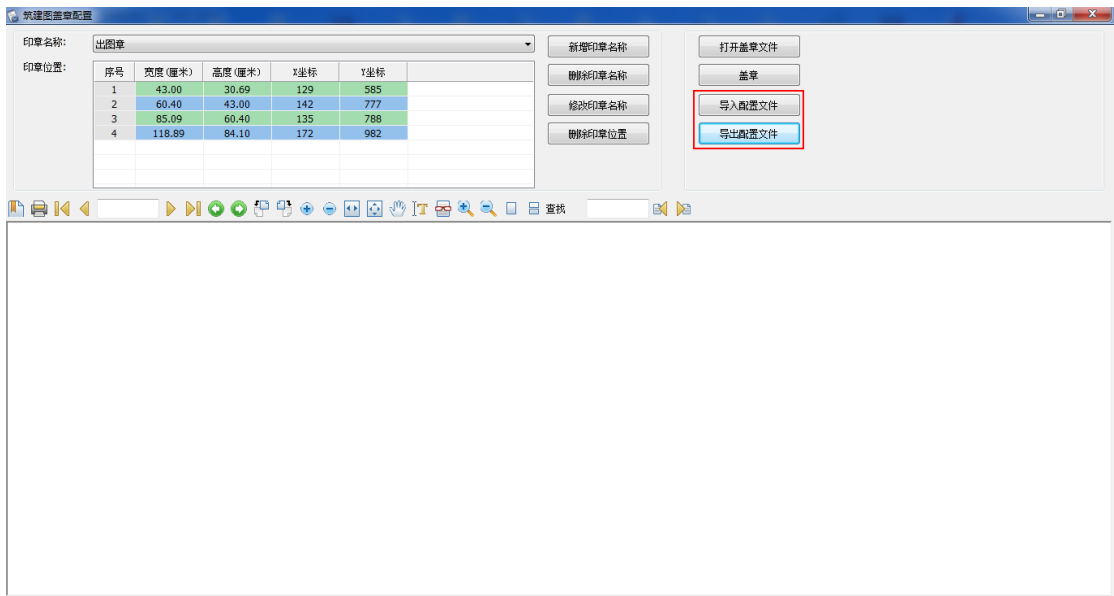 筑建图盖章配置
印章名称:
出图章
新增印章名称
打开盖章文件
印章位置:
序号 宽度(厘米) 高度(厘米) X坐标 Y坐标
1 43.00 30.69 129 585
2 60.40 43.00 142 777
3 85.09 60.40 135 788
4 118.89 84.10 172 982
删除印章名称
盖章
修改印章名称
导入配置文件
删除印章位置
导出配置文件
查找